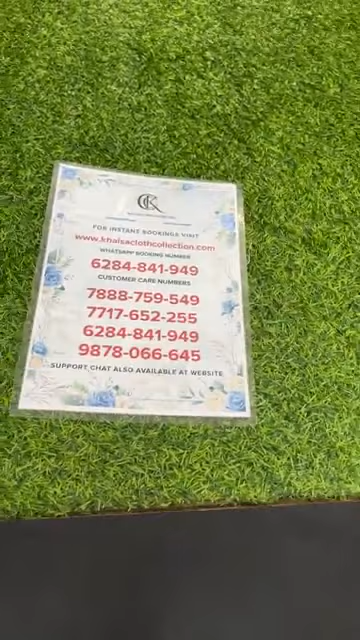 CK
FOR INSTANT BOOKINGS VISIT
www.khalsaclothcollection.com
WHATSAPP BOOKING NUMBER
6284-841-949
CUSTOMER CARE NUMBERS
7888-759-549
7717-652-255
6284-841-949
9878-066-645
SUPPORT CHAT ALSO AVAILABLE AT WEBSITE